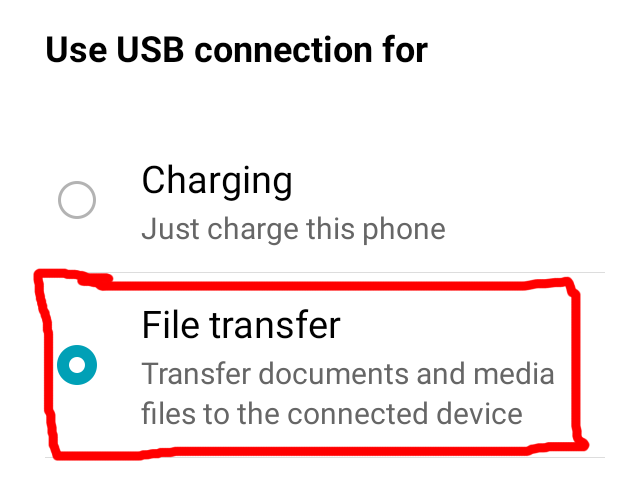 Use USB connection for
Charging
Just charge this phone
File transfer
Transfer documents and media
files to the connected device